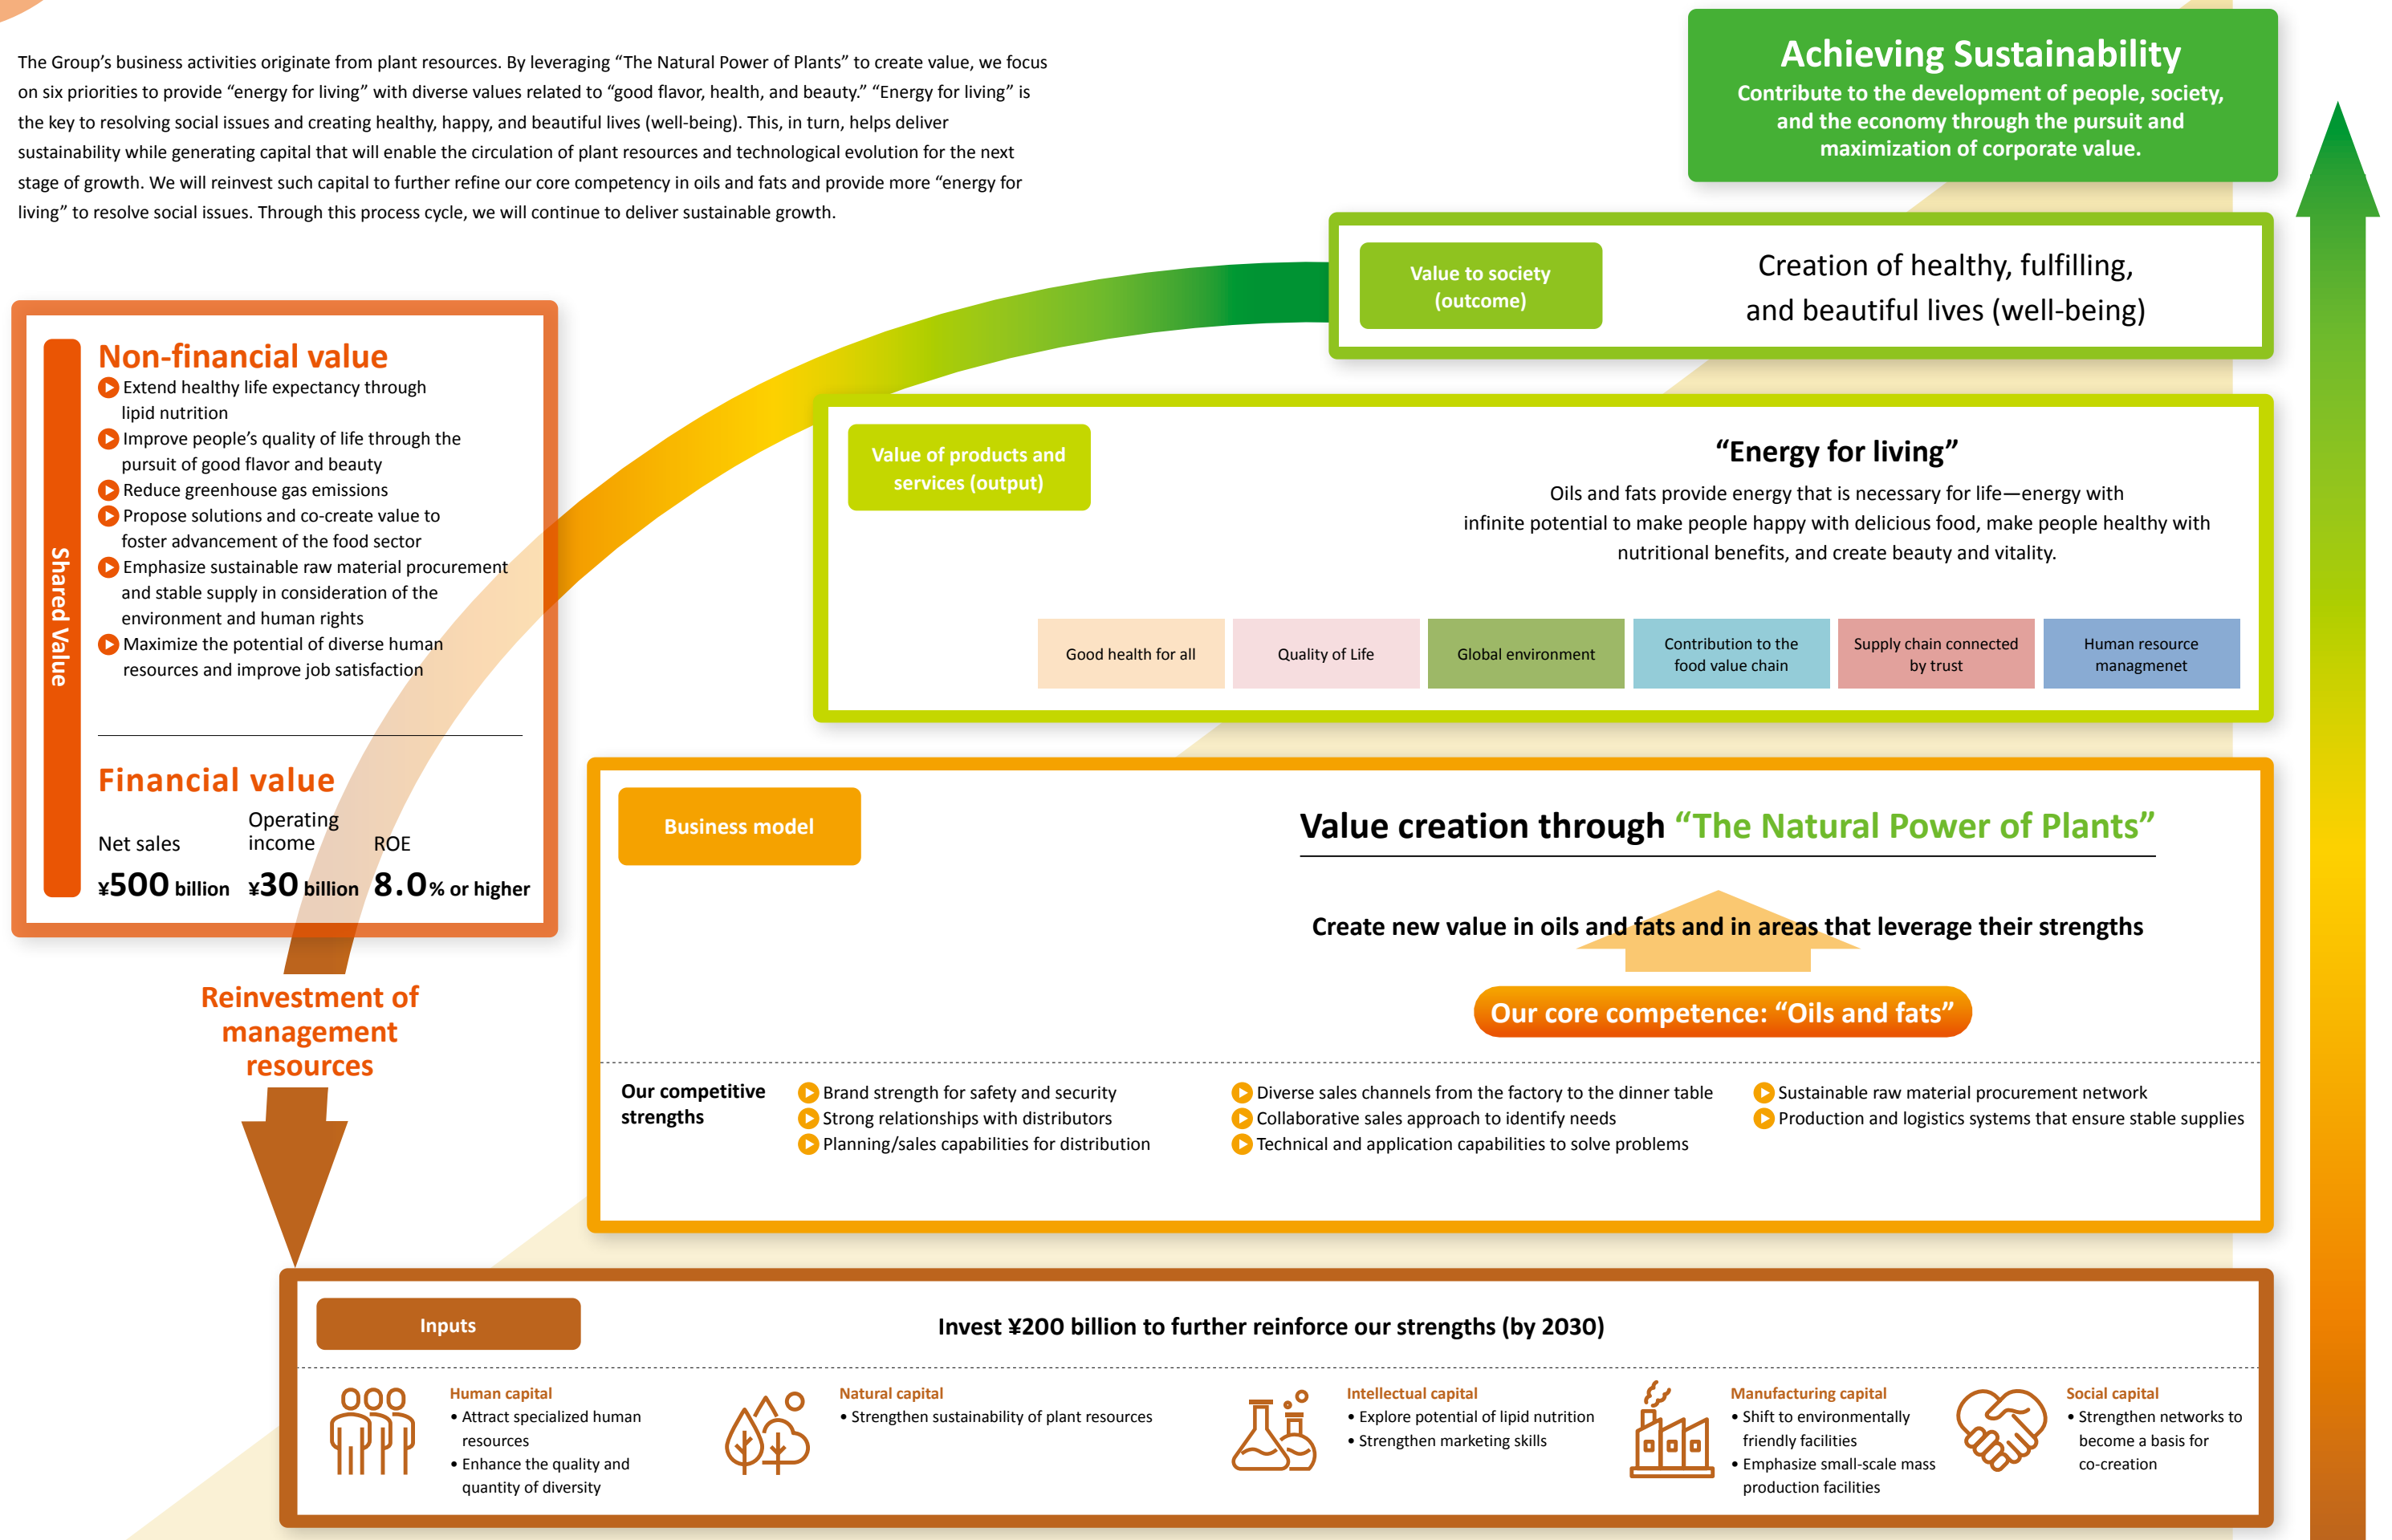 The Group’s business activities originate from plant resources. By leveraging “The Natural Power of Plants” to create value, we focus
on six priorities to provide “energy for living” with diverse values related to “good flavor, health, and beauty.” “Energy for living” is
the key to resolving social issues and creating healthy, happy, and beautiful lives (well-being). This, in turn, helps deliver
sustainability while generating capital that will enable the circulation of plant resources and technological evolution for the next
stage of growth. We will reinvest such capital to further refine our core competency in oils and fats and provide more “energy for
living” to resolve social issues. Through this process cycle, we will continue to deliver sustainable growth.
Achieving Sustainability
Contribute to the development of people, society,
and the economy through the pursuit and
maximization of corporate value.
Value to society
(outcome)
Creation of healthy, fulfilling,
and beautiful lives (well-being)
Shared Value
Non-financial value
Extend healthy life expectancy through
lipid nutrition
Improve people’s quality of life through the
pursuit of good flavor and beauty
Reduce greenhouse gas emissions
Propose solutions and co-create value to
foster advancement of the food sector
Emphasize sustainable raw material procurement
and stable supply in consideration of the
environment and human rights
Maximize the potential of diverse human
resources and improve job satisfaction
Financial value
Net sales
¥500 billion
Operating
income
¥30 billion
ROE
8.0% or higher
Reinvestment of
management
resources
Value of products and
services (output)
“Energy for living”
Oils and fats provide energy that is necessary for life—energy with
infinite potential to make people happy with delicious food, make people healthy with
nutritional benefits, and create beauty and vitality.
Good health for all
Quality of Life
Global environment
Contribution to the
food value chain
Supply chain connected
by trust
Human resource
managmenet
Business model
Value creation through “The Natural Power of Plants”
Create new value in oils and fats and in areas that leverage their strengths
Our core competence: “Oils and fats”
Our competitive
strengths
Brand strength for safety and security
Strong relationships with distributors
Planning/sales capabilities for distribution
Diverse sales channels from the factory to the dinner table
Collaborative sales approach to identify needs
Technical and application capabilities to solve problems
Sustainable raw material procurement network
Production and logistics systems that ensure stable supplies
Inputs
Invest ¥200 billion to further reinforce our strengths (by 2030)
Human capital
• Attract specialized human
resources
• Enhance the quality and
quantity of diversity
Natural capital
• Strengthen sustainability of plant resources
Intellectual capital
• Explore potential of lipid nutrition
• Strengthen marketing skills
Manufacturing capital
• Shift to environmentally
friendly facilities
• Emphasize small-scale mass
production facilities
Social capital
• Strengthen networks to
become a basis for
co-creation